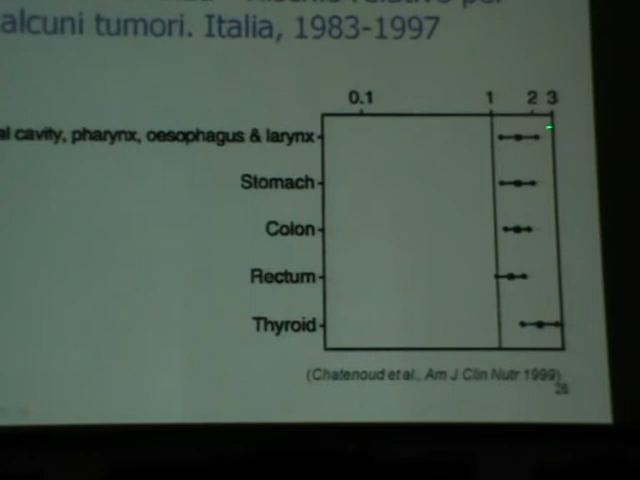 alcuni tumori. Italia, 1983-1997
0.1 1 2 3
al cavity, pharynx, oesophagus & larynx
Stomach
Colon
Rectum
Thyroid
(Chatenoud et al., Am J Clin Nutr 1999)